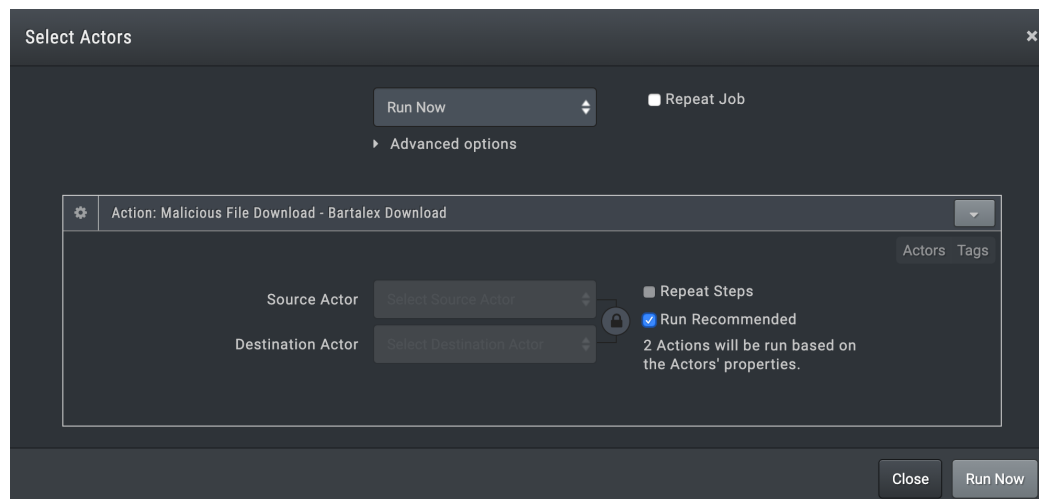 Select Actors
Run Now
Repeat Job
Advanced options
Action: Malicious File Download - Bartalex Download
Actors Tags
Source Actor
Select Source Actor
Repeat Steps
Run Recommended
Destination Actor
Select Destination Actor
2 Actions will be run based on
the Actors' properties.
Close
Run Now